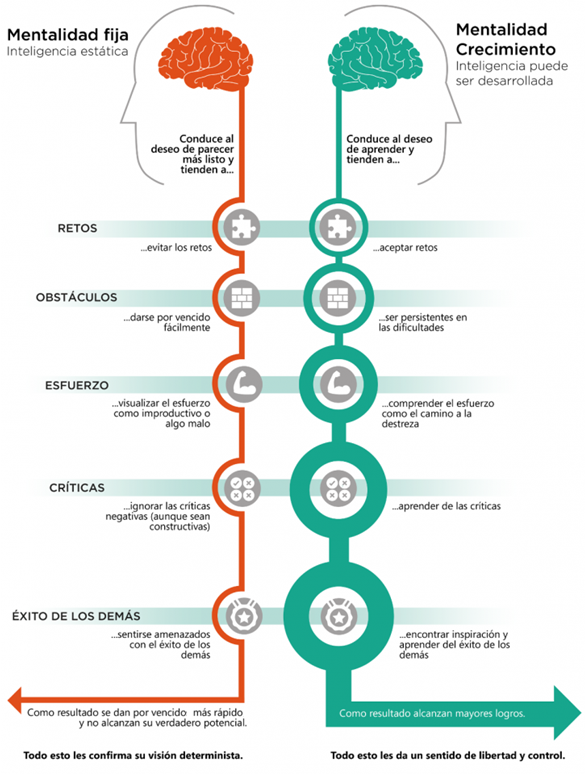 Mentalidad fija
Inteligencia estática
Mentalidad
Crecimiento
Inteligencia puede
ser desarrollada
Conduce al
deseo de parecer
más listo y
tienden a...
Conduce al deseo
de aprender y
tienden a...
RETOS
...evitar los retos
...aceptar retos
OBSTÁCULOS
...darse por vencido
fácilmente
...ser persistentes en
las dificultades
ESFUERZO
...visualizar el esfuerzo
como improductivo o
algo malo
...comprender el esfuerzo
como el camino a la
destreza
CRÍTICAS
...ignorar las críticas
negativas (aunque sean
constructivas)
...aprender de las críticas
ÉXITO DE LOS DEMÁS
...sentirse amenazados
con el éxito de los
demás
...encontrar inspiración y
aprender del éxito de los
demás
Como resultado se dan por vencido más rápido
y no alcanzan su verdadero potencial.
Como resultado alcanzan mayores logros.
Todo esto les confirma su visión determinista.
Todo esto les da un sentido de libertad y control.